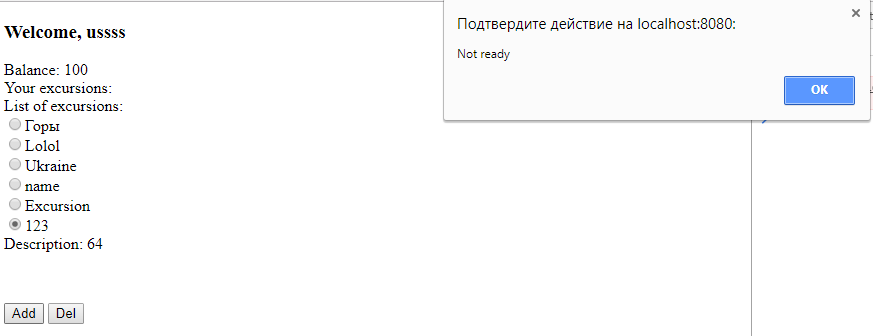 Welcome, ussss
Balance: 100
Your excursions:
List of excursions:
Горы
Lolol
Ukraine
name
Excursion
123
Description: 64
Add Del
Подтвердите действие на localhost:8080:
Not ready
OK